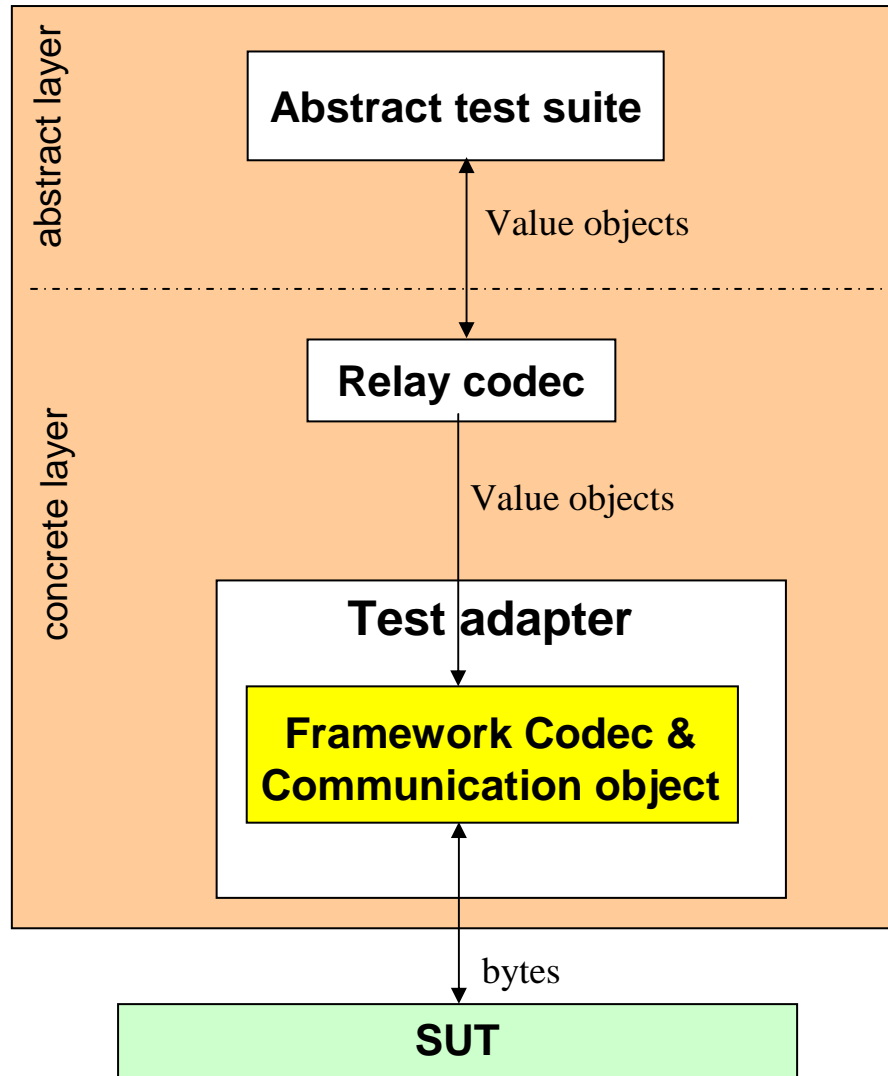 abstract layer
Abstract test suite
Value objects
Relay codec
concrete layer
Value objects
Test adapter
Framework Codec &
Communication object
bytes
SUT